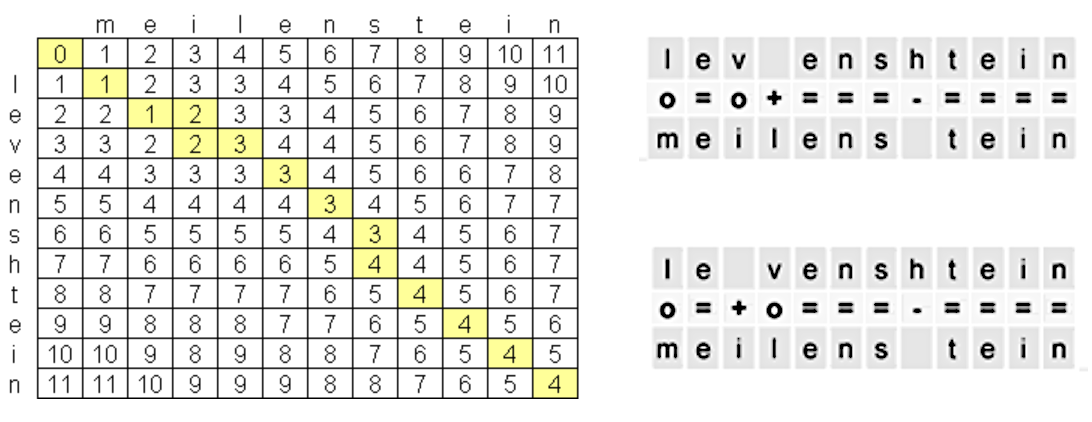 m e i l e n s t e i n
0 1 2 3 4 5 6 7 8 9 10 11
l 1 1 2 3 3 4 5 6 7 8 9 10
e 2 2 1 2 3 3 4 5 6 7 8 9
v 3 3 2 2 3 4 4 5 6 7 8 9
e 4 4 3 3 3 3 4 5 6 6 7 8
n 5 5 4 4 4 4 3 4 5 6 7 7
s 6 6 5 5 5 5 4 3 4 5 6 7
h 7 7 6 6 6 6 5 4 4 5 6 7
t 8 8 7 7 7 7 6 5 4 5 6 7
e 9 9 8 8 8 7 7 6 5 4 5 6
i 10 10 9 8 9 8 8 7 6 5 4 5
n 11 11 10 9 9 9 8 8 7 6 5 4
l e v   e n s h t e i n
o = o + = = = - = = = =
m e i l e n s   t e i n
l e   v e n s h t e i n
o = + o = = = - = = = =
m e i l e n s   t e i n